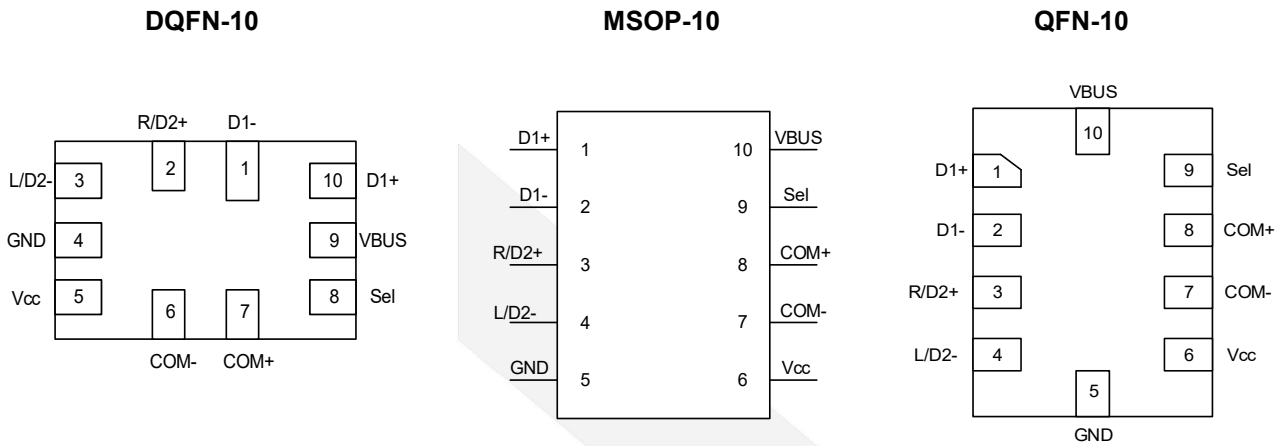 DQFN-10 MSOP-10 QFN-10
R/D2+ D1-
L/D2- 3 2 1 10 D1+
GND 4 9 VBUS
Vcc 5 6 7 8 Sel
COM- COM+
D1+ 1 10 VBUS
D1- 2 9 Sel
R/D2+ 3 8 COM+
L/D2- 4 7 COM-
GND 5 6 Vcc
VBUS
10
D1+ 1 9 Sel
D1- 2 8 COM+
R/D2+ 3 7 COM-
L/D2- 4 6 Vcc
5
GND